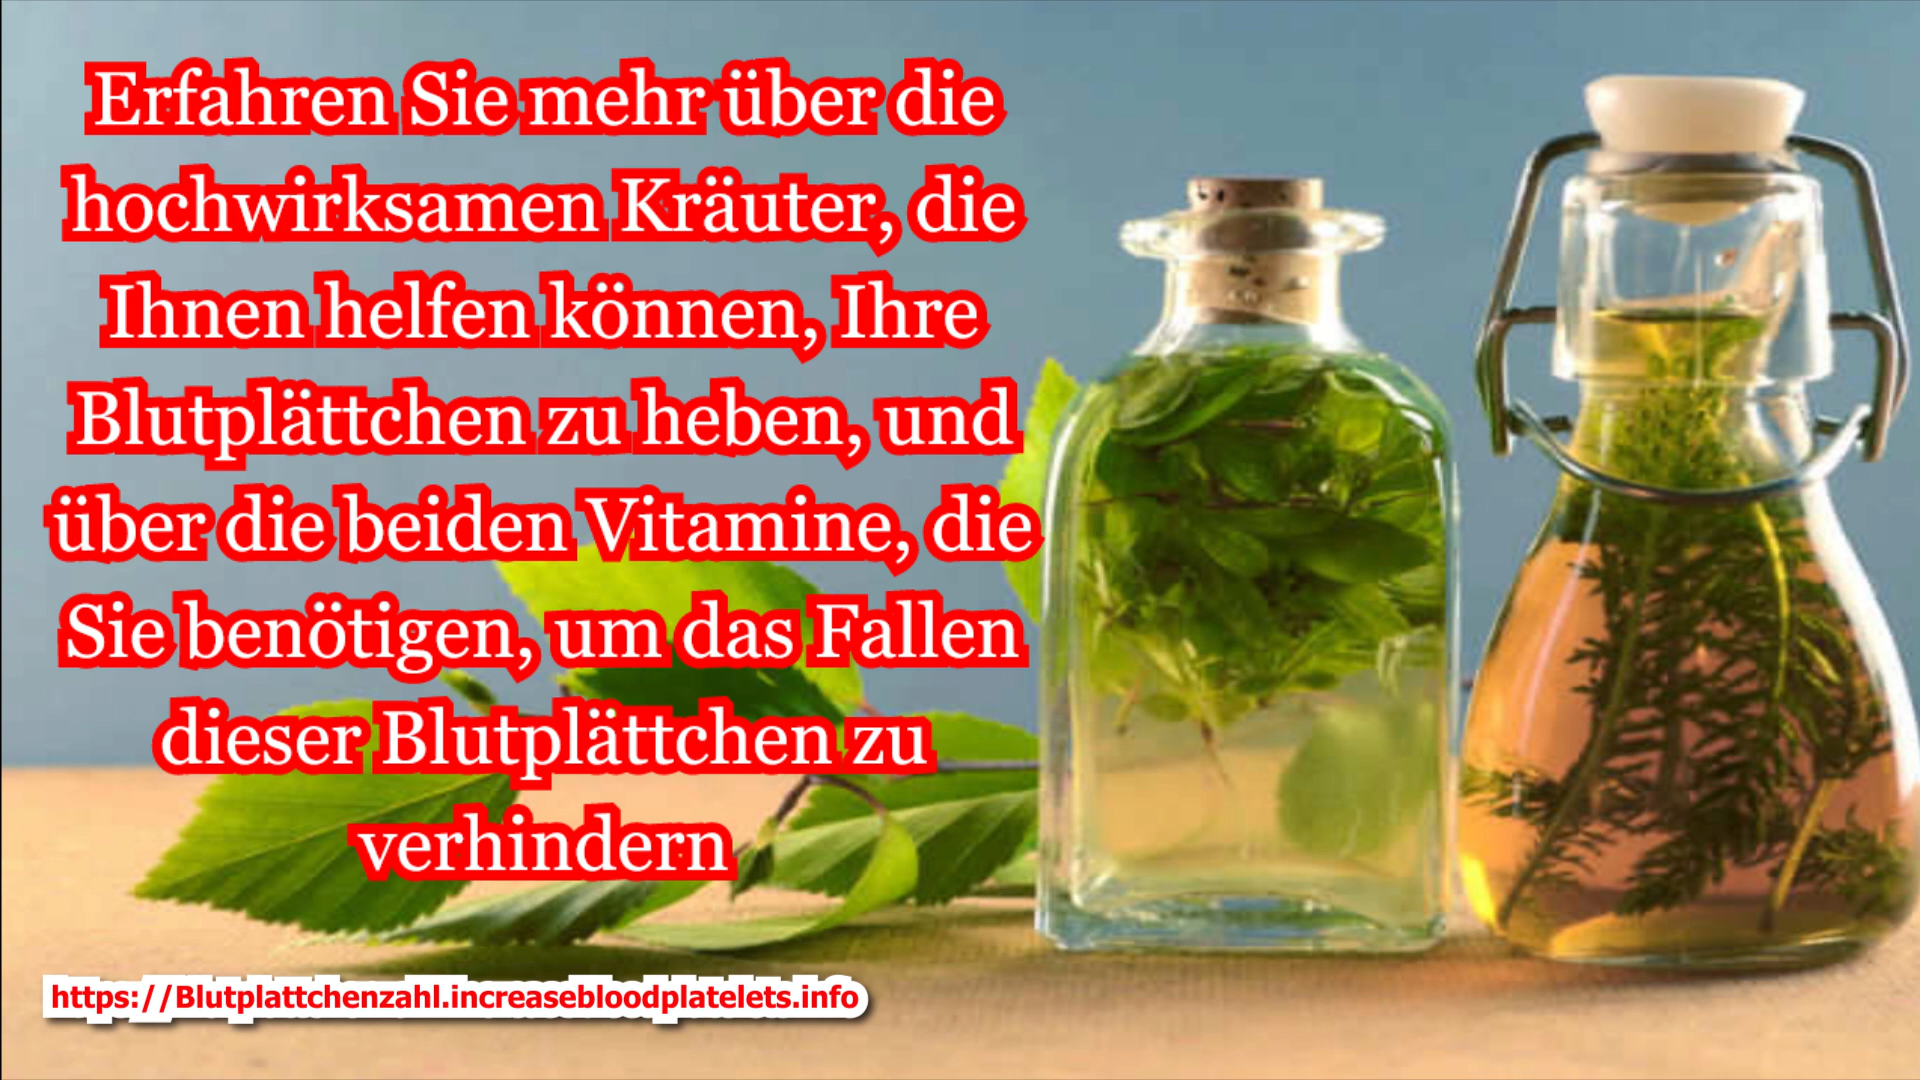 Erfahren Sie mehr über die
hochwirksamen Kräuter, die
Ihnen helfen können, Ihre
Blutplättchen zu heben, und
über die beiden Vitamine, die
Sie benötigen, um das Fallen
dieser Blutplättchen zu
verhindern
https://Blutplattchenzahl.increasebloodplatelets.info